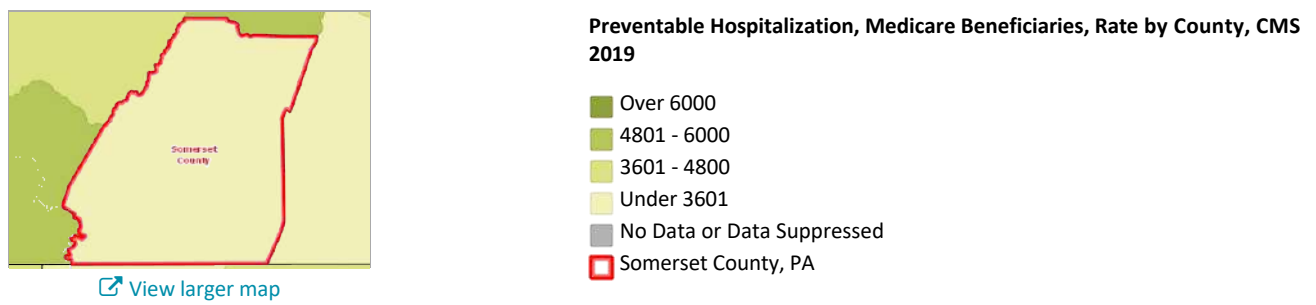 Preventable Hospitalization, Medicare Beneficiaries, Rate by County, CMS
2019
Over 6000
4801 - 6000
3601 - 4800
Under 3601
No Data or Data Suppressed
Somerset County, PA
Somerset
County
View larger map